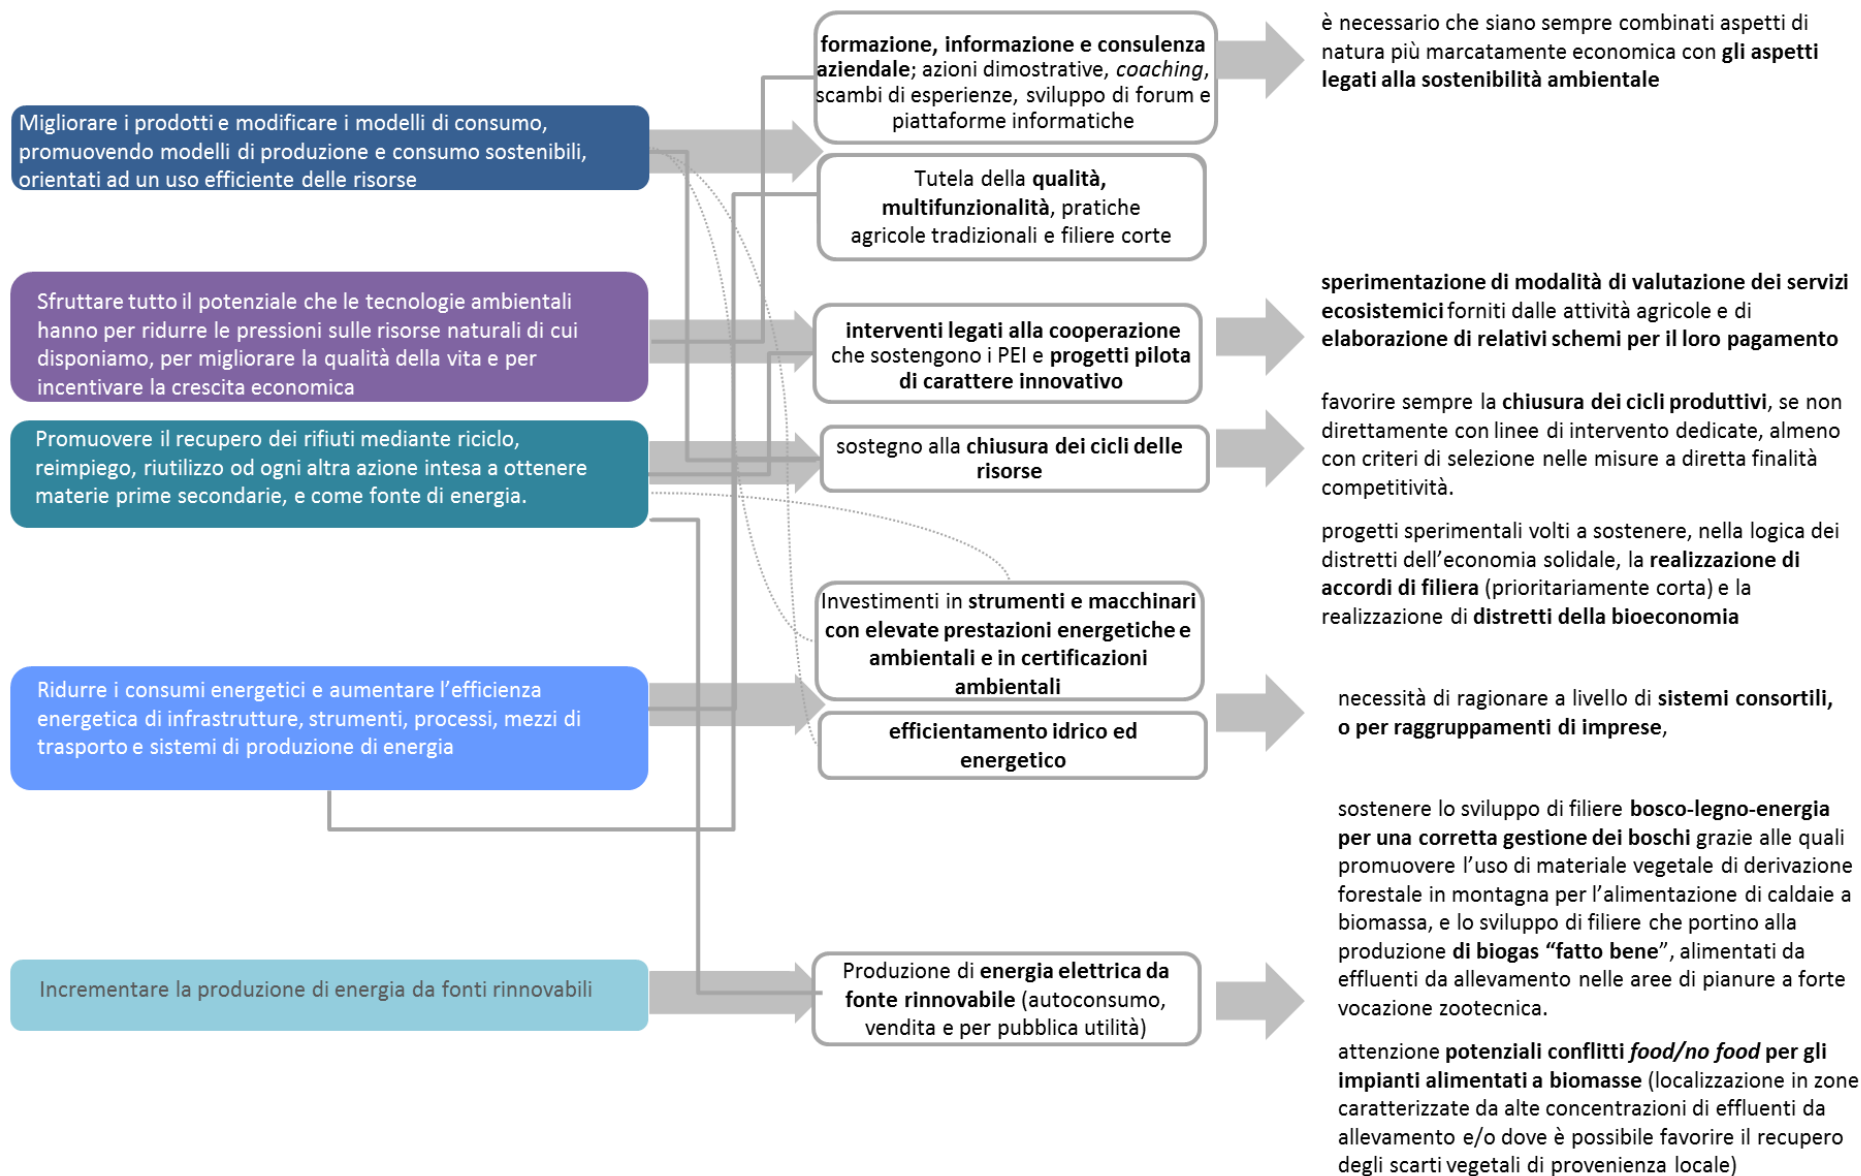 Migliorare i prodotti e modificare i modelli di consumo,
promuovendo modelli di produzione e consumo sostenibili,
orientati ad un uso efficiente delle risorse
Sfruttare tutto il potenziale che le tecnologie ambientali
hanno per ridurre le pressioni sulle risorse naturali di cui
disponiamo, per migliorare la qualità della vita e per
incentivare la crescita economica
Promuovere il recupero dei rifiuti mediante riciclo,
reimpiego, riutilizzo od ogni altra azione intesa a ottenere
materie prime secondarie, e come fonte di energia.
Ridurre i consumi energetici e aumentare l’efficienza
energetica di infrastrutture, strumenti, processi, mezzi di
trasporto e sistemi di produzione di energia
Incrementare la produzione di energia da fonti rinnovabili
formazione, informazione e consulenza
aziendale; azioni dimostrative, coaching,
scambi di esperienze, sviluppo di forum e
piattaforme informatiche
Tutela della qualità,
multifunzionalità, pratiche
agricole tradizionali e filiere corte
interventi legati alla cooperazione
che sostengono i PEI e progetti pilota
di carattere innovativo
sostegno alla chiusura dei cicli delle
risorse
Investimenti in strumenti e macchinari
con elevate prestazioni energetiche e
ambientali e in certificazioni
ambientali
efficientamento idrico ed
energetico
Produzione di energia elettrica da
fonte rinnovabile (autoconsumo,
vendita e per pubblica utilità)
è necessario che siano sempre combinati aspetti di
natura più marcatamente economica con gli aspetti
legati alla sostenibilità ambientale
sperimentazione di modalità di valutazione dei servizi
ecosistemici forniti dalle attività agricole e di
elaborazione di relativi schemi per il loro pagamento
favorire sempre la chiusura dei cicli produttivi, se non
direttamente con linee di intervento dedicate, almeno
con criteri di selezione nelle misure a diretta finalità
competitività.
progetti sperimentali volti a sostenere, nella logica dei
distretti dell’economia solidale, la realizzazione di
accordi di filiera (prioritariamente corta) e la
realizzazione di distretti della bioeconomia
necessità di ragionare a livello di sistemi consortili,
o per raggruppamenti di imprese,
sostenere lo sviluppo di filiere bosco-legno-energia
per una corretta gestione dei boschi grazie alle quali
promuovere l’uso di materiale vegetale di derivazione
forestale in montagna per l’alimentazione di caldaie a
biomassa, e lo sviluppo di filiere che portino alla
produzione di biogas “fatto bene”, alimentati da
effluenti da allevamento nelle aree di pianure a forte
vocazione zootecnica.
attenzione potenziali conflitti food/no food per gli
impianti alimentati a biomasse (localizzazione in zone
caratterizzate da alte concentrazioni di effluenti da
allevamento e/o dove è possibile favorire il recupero
degli scarti vegetali di provenienza locale)